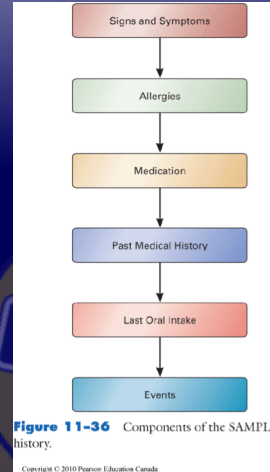 Signs and Symptoms
Allergies
Medication
Past Medical History
Last Oral Intake
Events
Figure 11-36 Components of the SAMPL
history.
Copyright © 2010 Pearson Education Canada